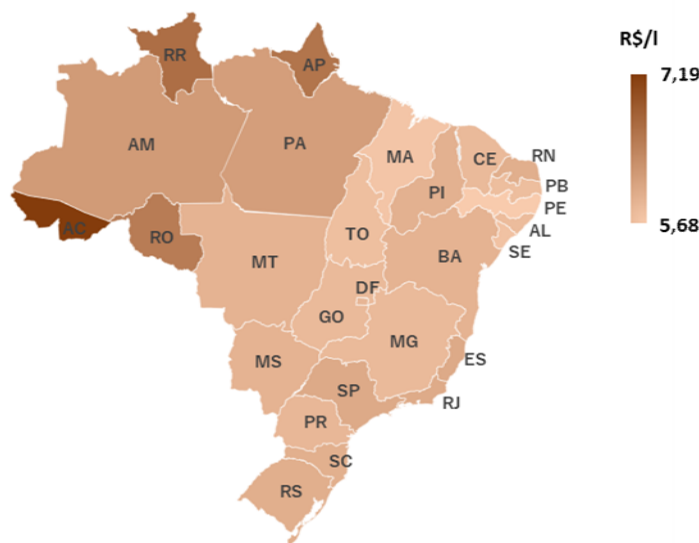 R$/l
7,19
5,68
RR
AP
AM
PA
MA
CE
RN
PB
PE
AL
SE
PI
AC
RO
TO
MT
BA
DF
GO
MG
MS
ES
SP
RJ
PR
SC
RS